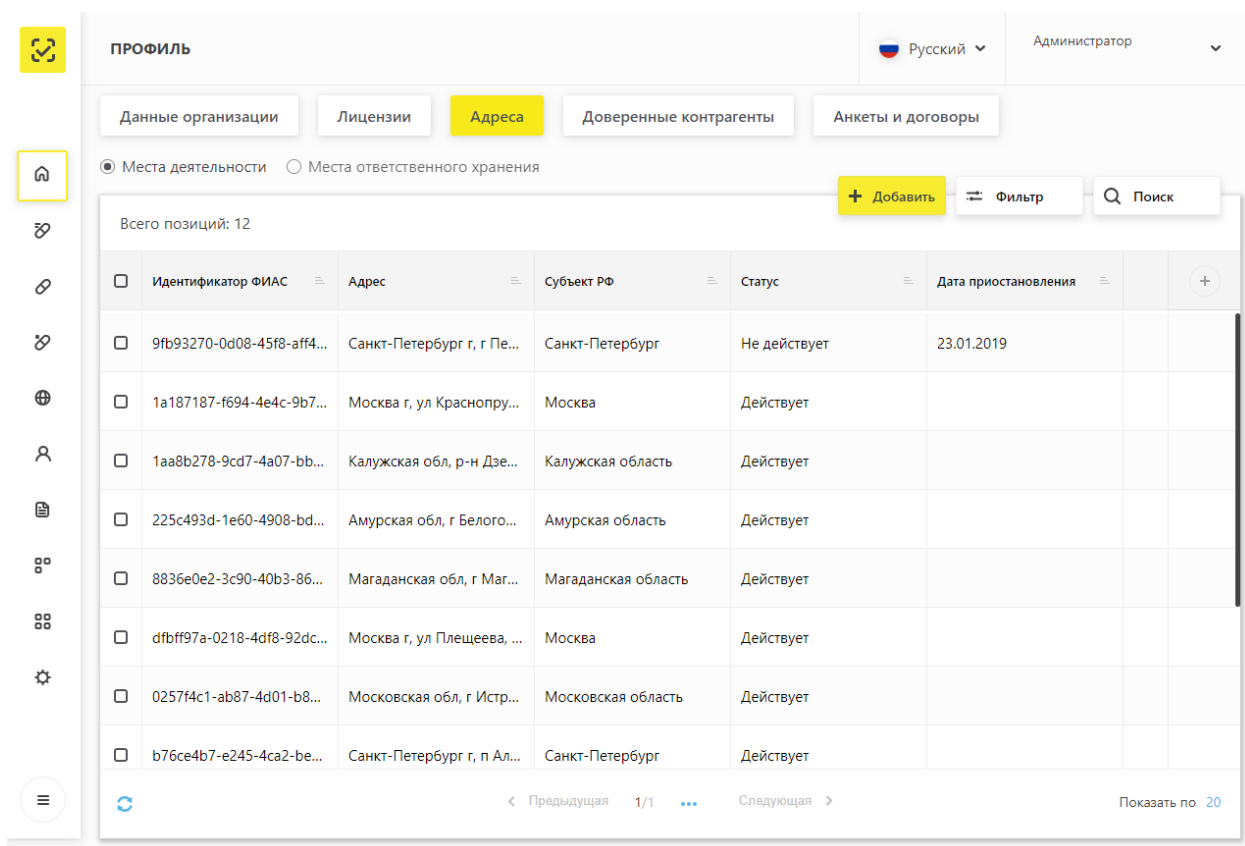 ПРОФИЛЬ Русский Администратор
Данные организации Лицензии Адреса Доверенные контрагенты Анкеты и договоры
Места деятельности Места ответственного хранения
Добавить Фильтр Поиск
Всего позиций: 12
Идентификатор ФИАС Адрес Субъект РФ Статус Дата приостановления
9fb93270-0d08-45f8-aff4... Санкт-Петербург г, г Пе... Санкт-Петербург Не действует 23.01.2019
1a187187-f694-4e4c-9b7... Москва г, ул Краснопру... Москва Действует
1aa8b278-9cd7-4a07-bb... Калужская обл, р-н Дзе... Калужская область Действует
225c493d-1e60-4908-bd... Амурская обл, г Белого... Амурская область Действует
8836e0e2-3c90-40b3-86... Магаданская обл, г Маг... Магаданская область Действует
dfbff97a-0218-4df8-92dc... Москва г, ул Плещеева, ... Москва Действует
0257f4c1-ab87-4d01-b8... Московская обл, г Истр... Московская область Действует
b76ce4b7-e245-4ca2-be... Санкт-Петербург г, п Ал... Санкт-Петербург Действует
Предыдущая 1/1 ... Следующая Показать по 20